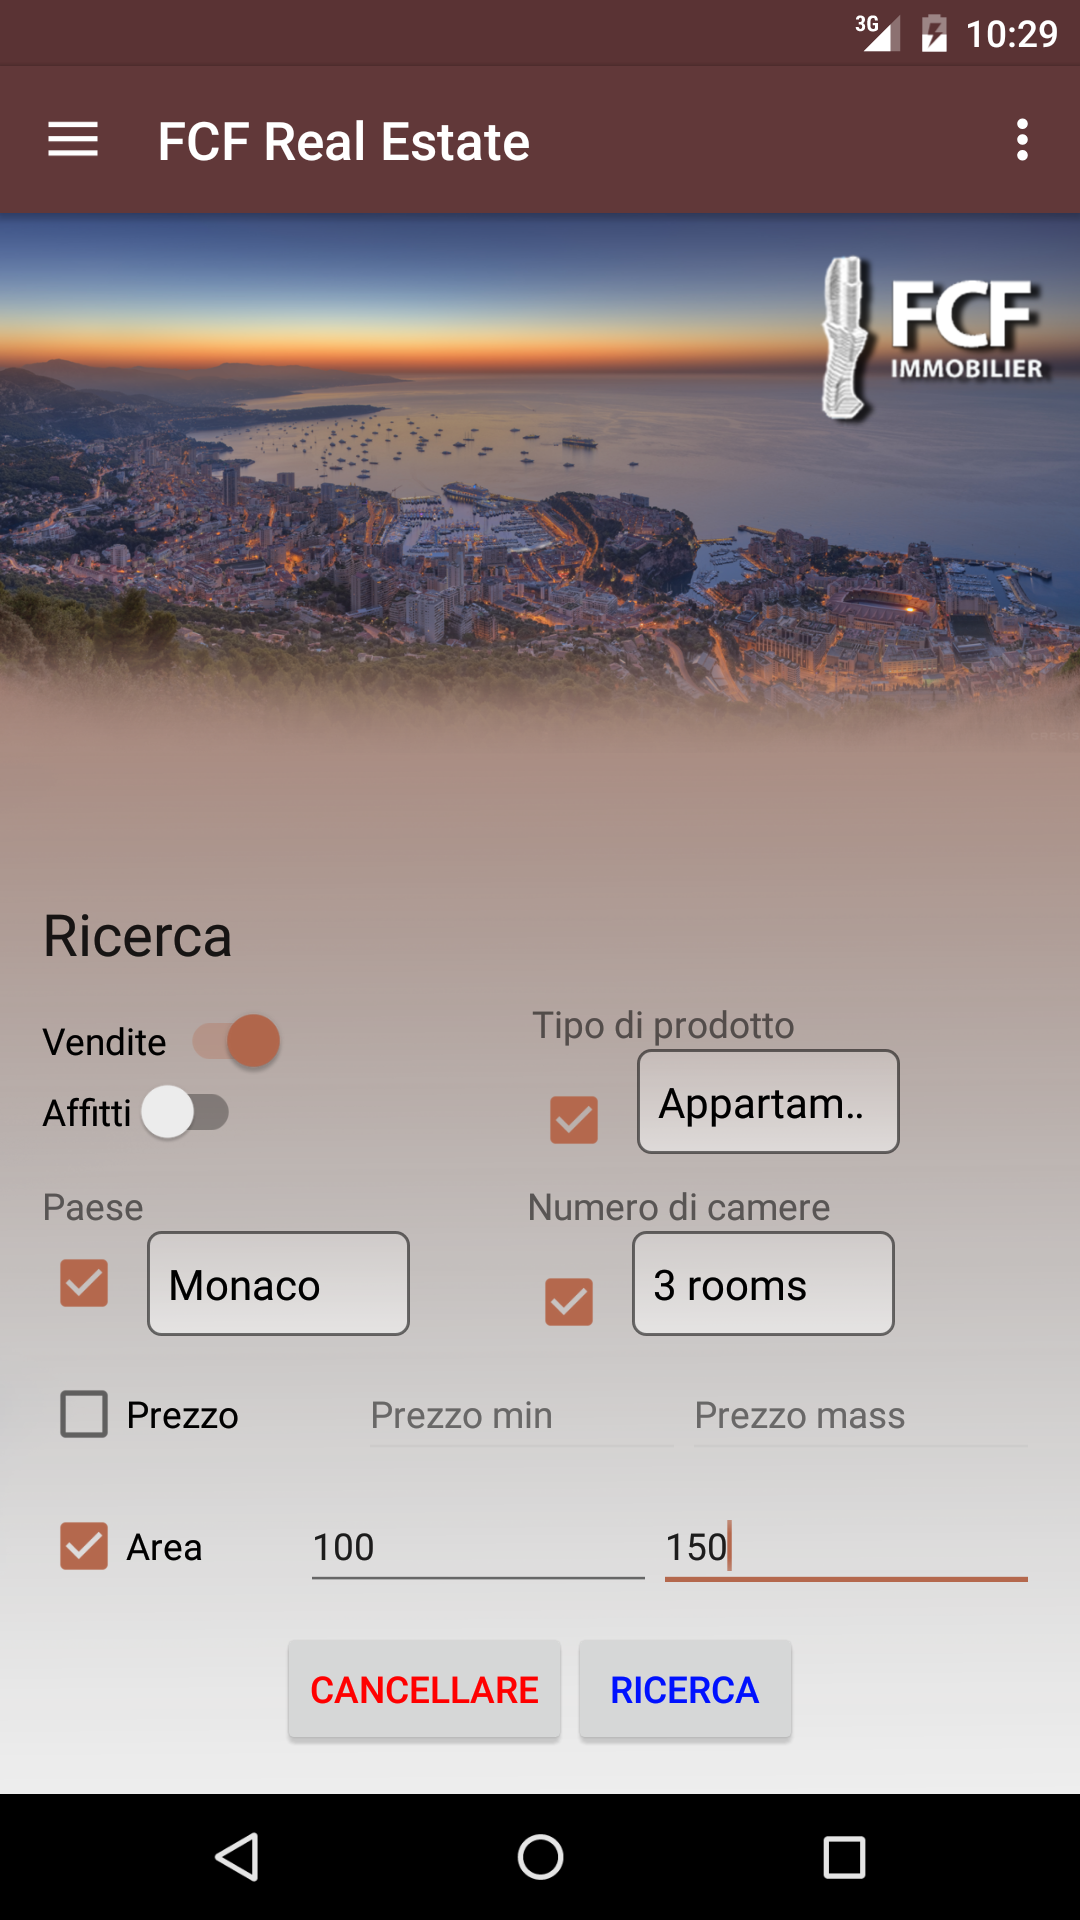 3G 10:29
FCF Real Estate
FCF
IMMOBILIER
Ricerca
Vendite
Tipo di prodotto
Affitti
Appartam..
Paese
Numero di camere
Monaco
3 rooms
Prezzo Prezzo min Prezzo mass
Area 100 150
CANCELLARE RICERCA